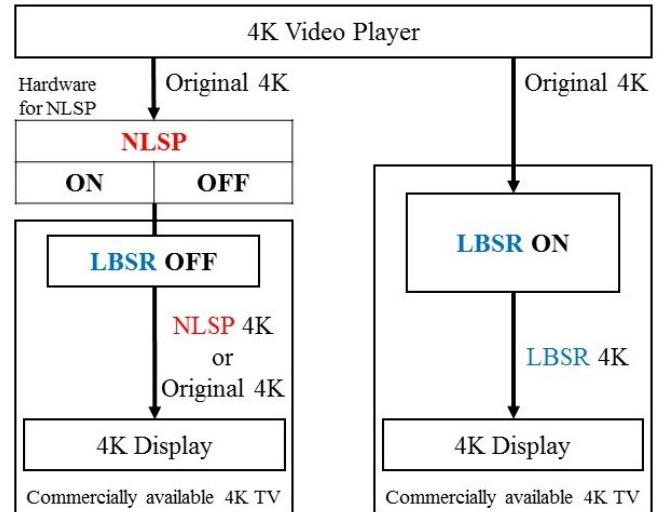 4K Video Player
Hardware
for NLSP
Original 4K
Original 4K
NLSP
ON OFF
LBSR OFF
LBSR ON
NLSP 4K
or
Original 4K
LBSR 4K
4K Display
4K Display
Commercially available 4K TV
Commercially available 4K TV